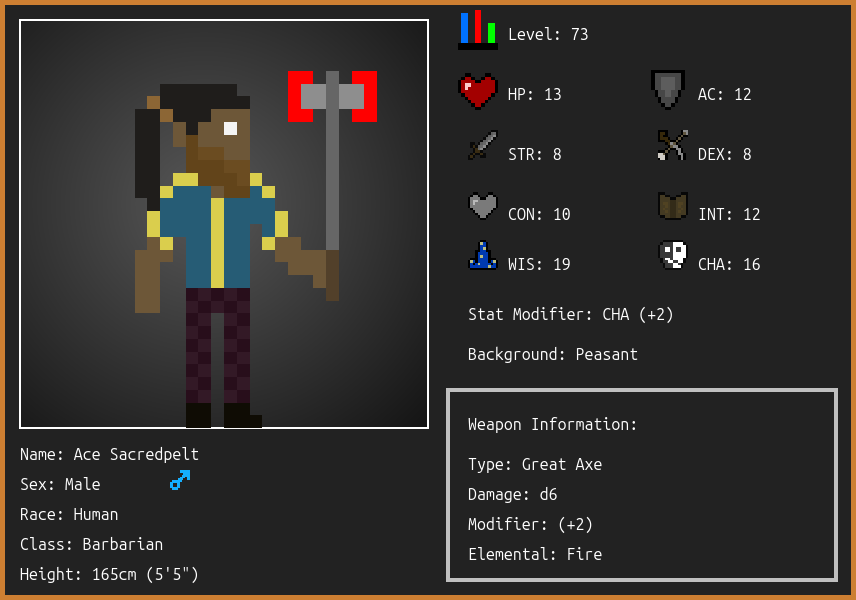 Level: 73
HP: 13
AC: 12
STR: 8
DEX: 8
CON: 10
INT: 12
WIS: 19
CHA: 16
Stat Modifier: CHA (+2)
Background: Peasant
Weapon Information:
Type: Great Axe
Damage: d6
Modifier: (+2)
Elemental: Fire
Name: Ace Sacredpelt
Sex: Male
Race: Human
Class: Barbarian
Height: 165cm (5'5")